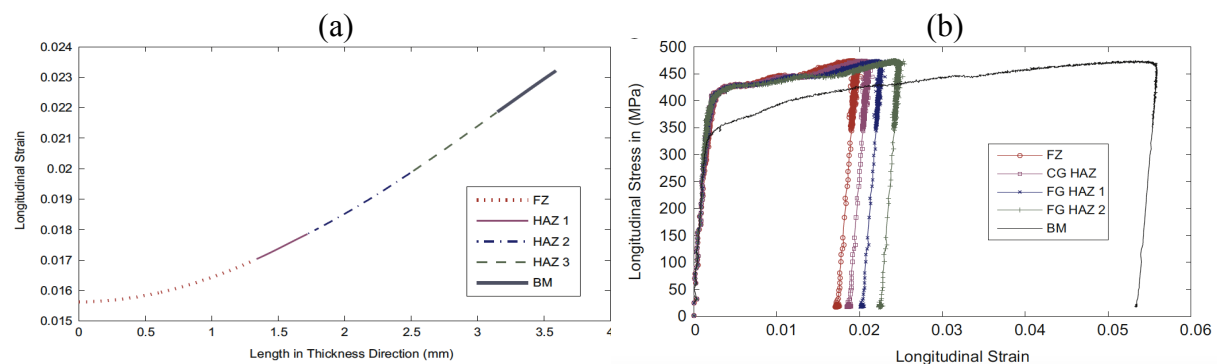 (a)
0.024
0.023
0.022
0.021
0.02
0.019
0.018
0.017
0.016
0.015
Longitudinal Strain
0 0.5 1 1.5 2 2.5 3 3.5 4
Length in Thickness Direction (mm)
FZ
HAZ 1
HAZ 2
HAZ 3
BM
(b)
500
450
400
350
300
250
200
150
100
50
0
Longitudinal Stress in (MPa)
0 0.01 0.02 0.03 0.04 0.05 0.06
Longitudinal Strain
FZ
CG HAZ
FG HAZ 1
FG HAZ 2
BM